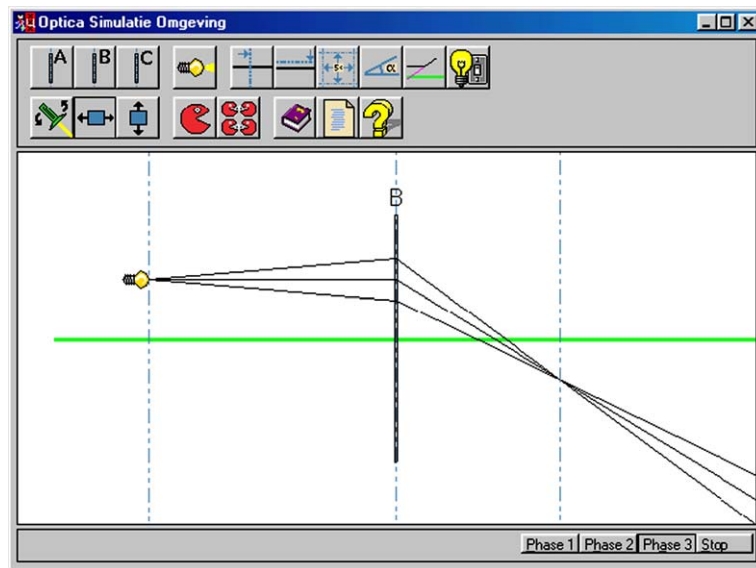 Optica Simulatie Omgeving
A B C
α
B
Phase 1 Phase 2 Phase 3 Stop